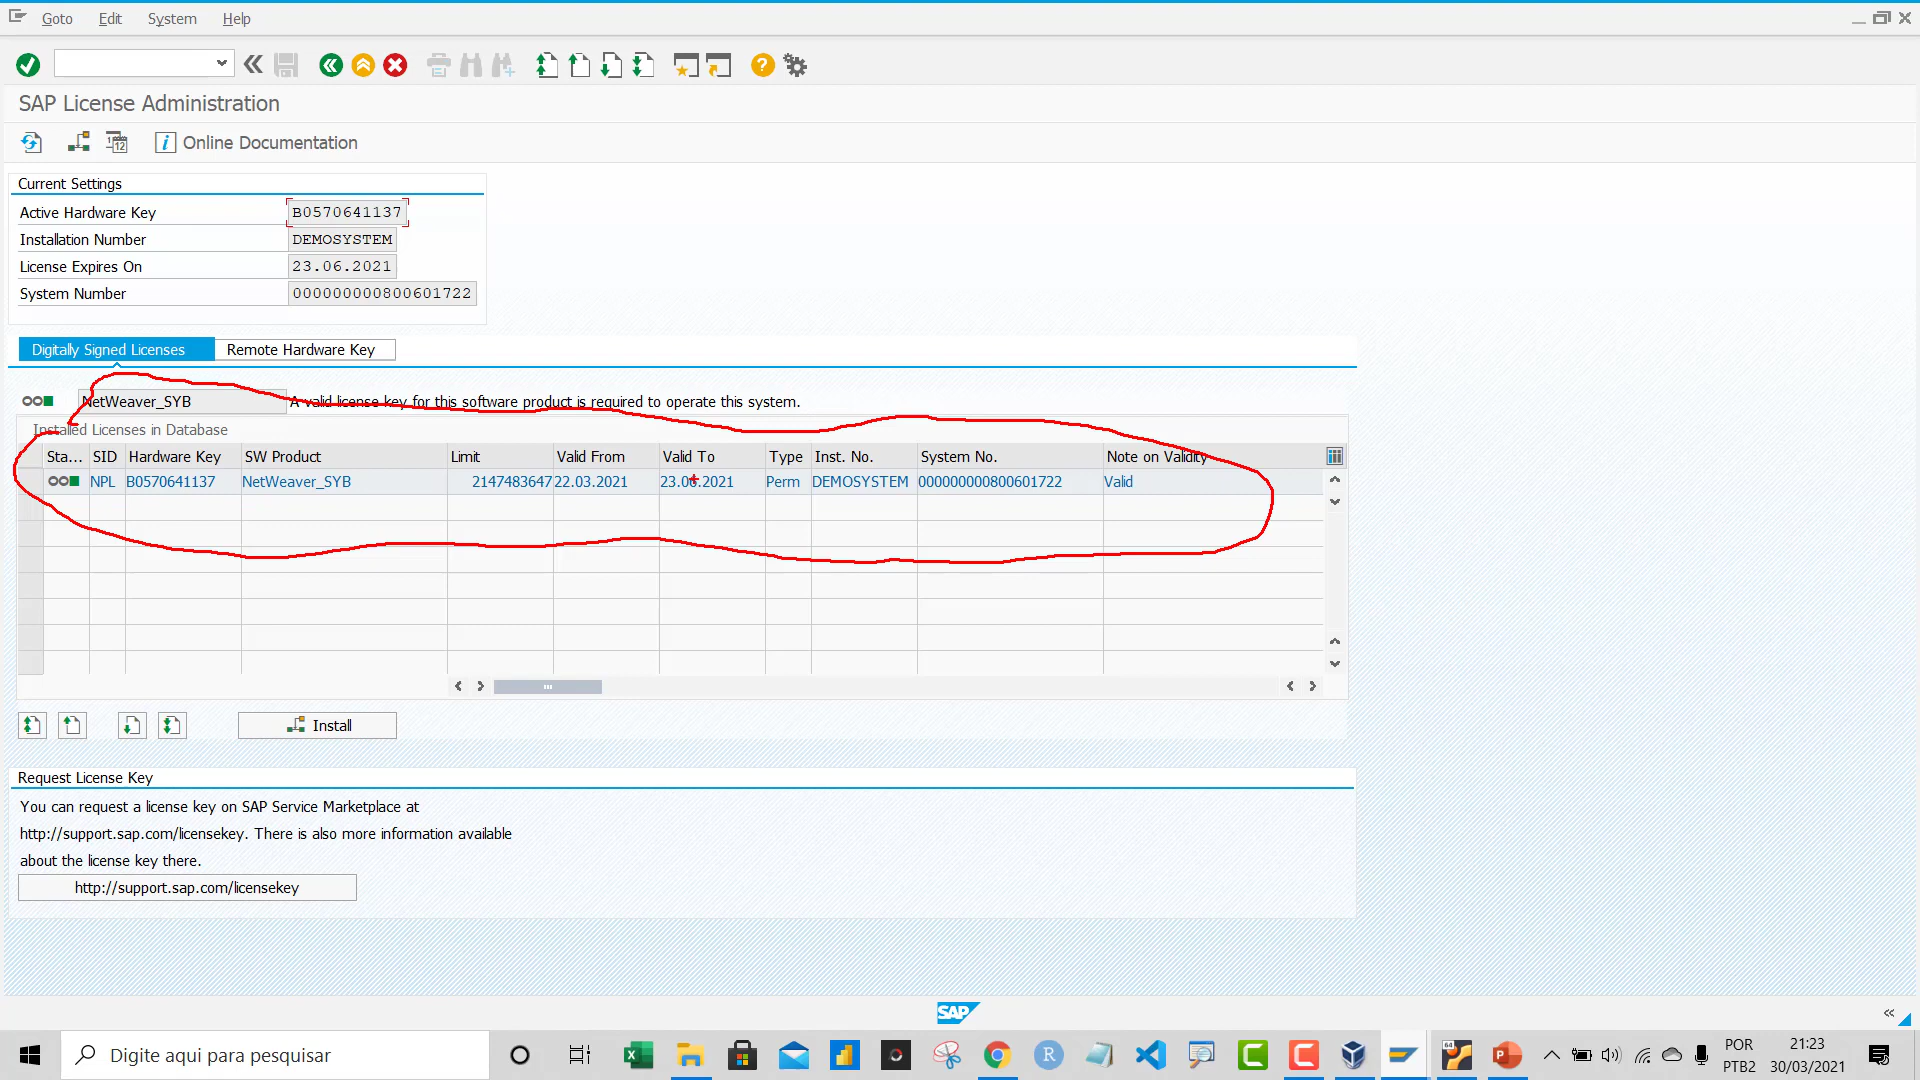 Goto Edit System Help
SAP License Administration
Online Documentation
Current Settings
Active Hardware Key B0570641137
Installation Number DEMOSYSTEM
License Expires On 23.06.2021
System Number 000000000800601722
Digitally Signed Licenses Remote Hardware Key
NetWeaver_SYB A valid license key for this software product is required to operate this system.
Installed Licenses in Database
Sta... SID Hardware Key SW Product Limit Valid From Valid To Type Inst. No. System No. Note on Validity
NPL B0570641137 NetWeaver_SYB 2147483647 22.03.2021 23.06.2021 Perm DEMOSYSTEM 000000000800601722 Valid
Install
Request License Key
You can request a license key on SAP Service Marketplace at
http://support.sap.com/licensekey. There is also more information available
about the license key there.
http://support.sap.com/licensekey
SAP
Digite aqui para pesquisar
POR
PTB2
21:23
30/03/2021